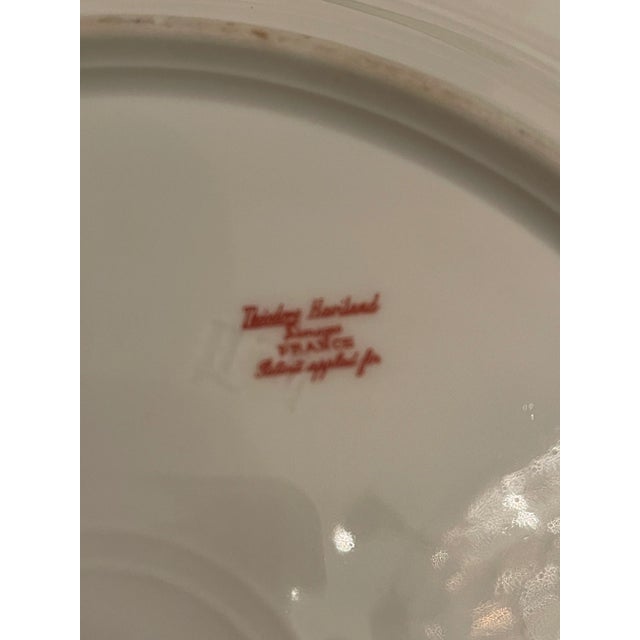 Theodore Haviland
Limoges
FRANCE
Patent applied for